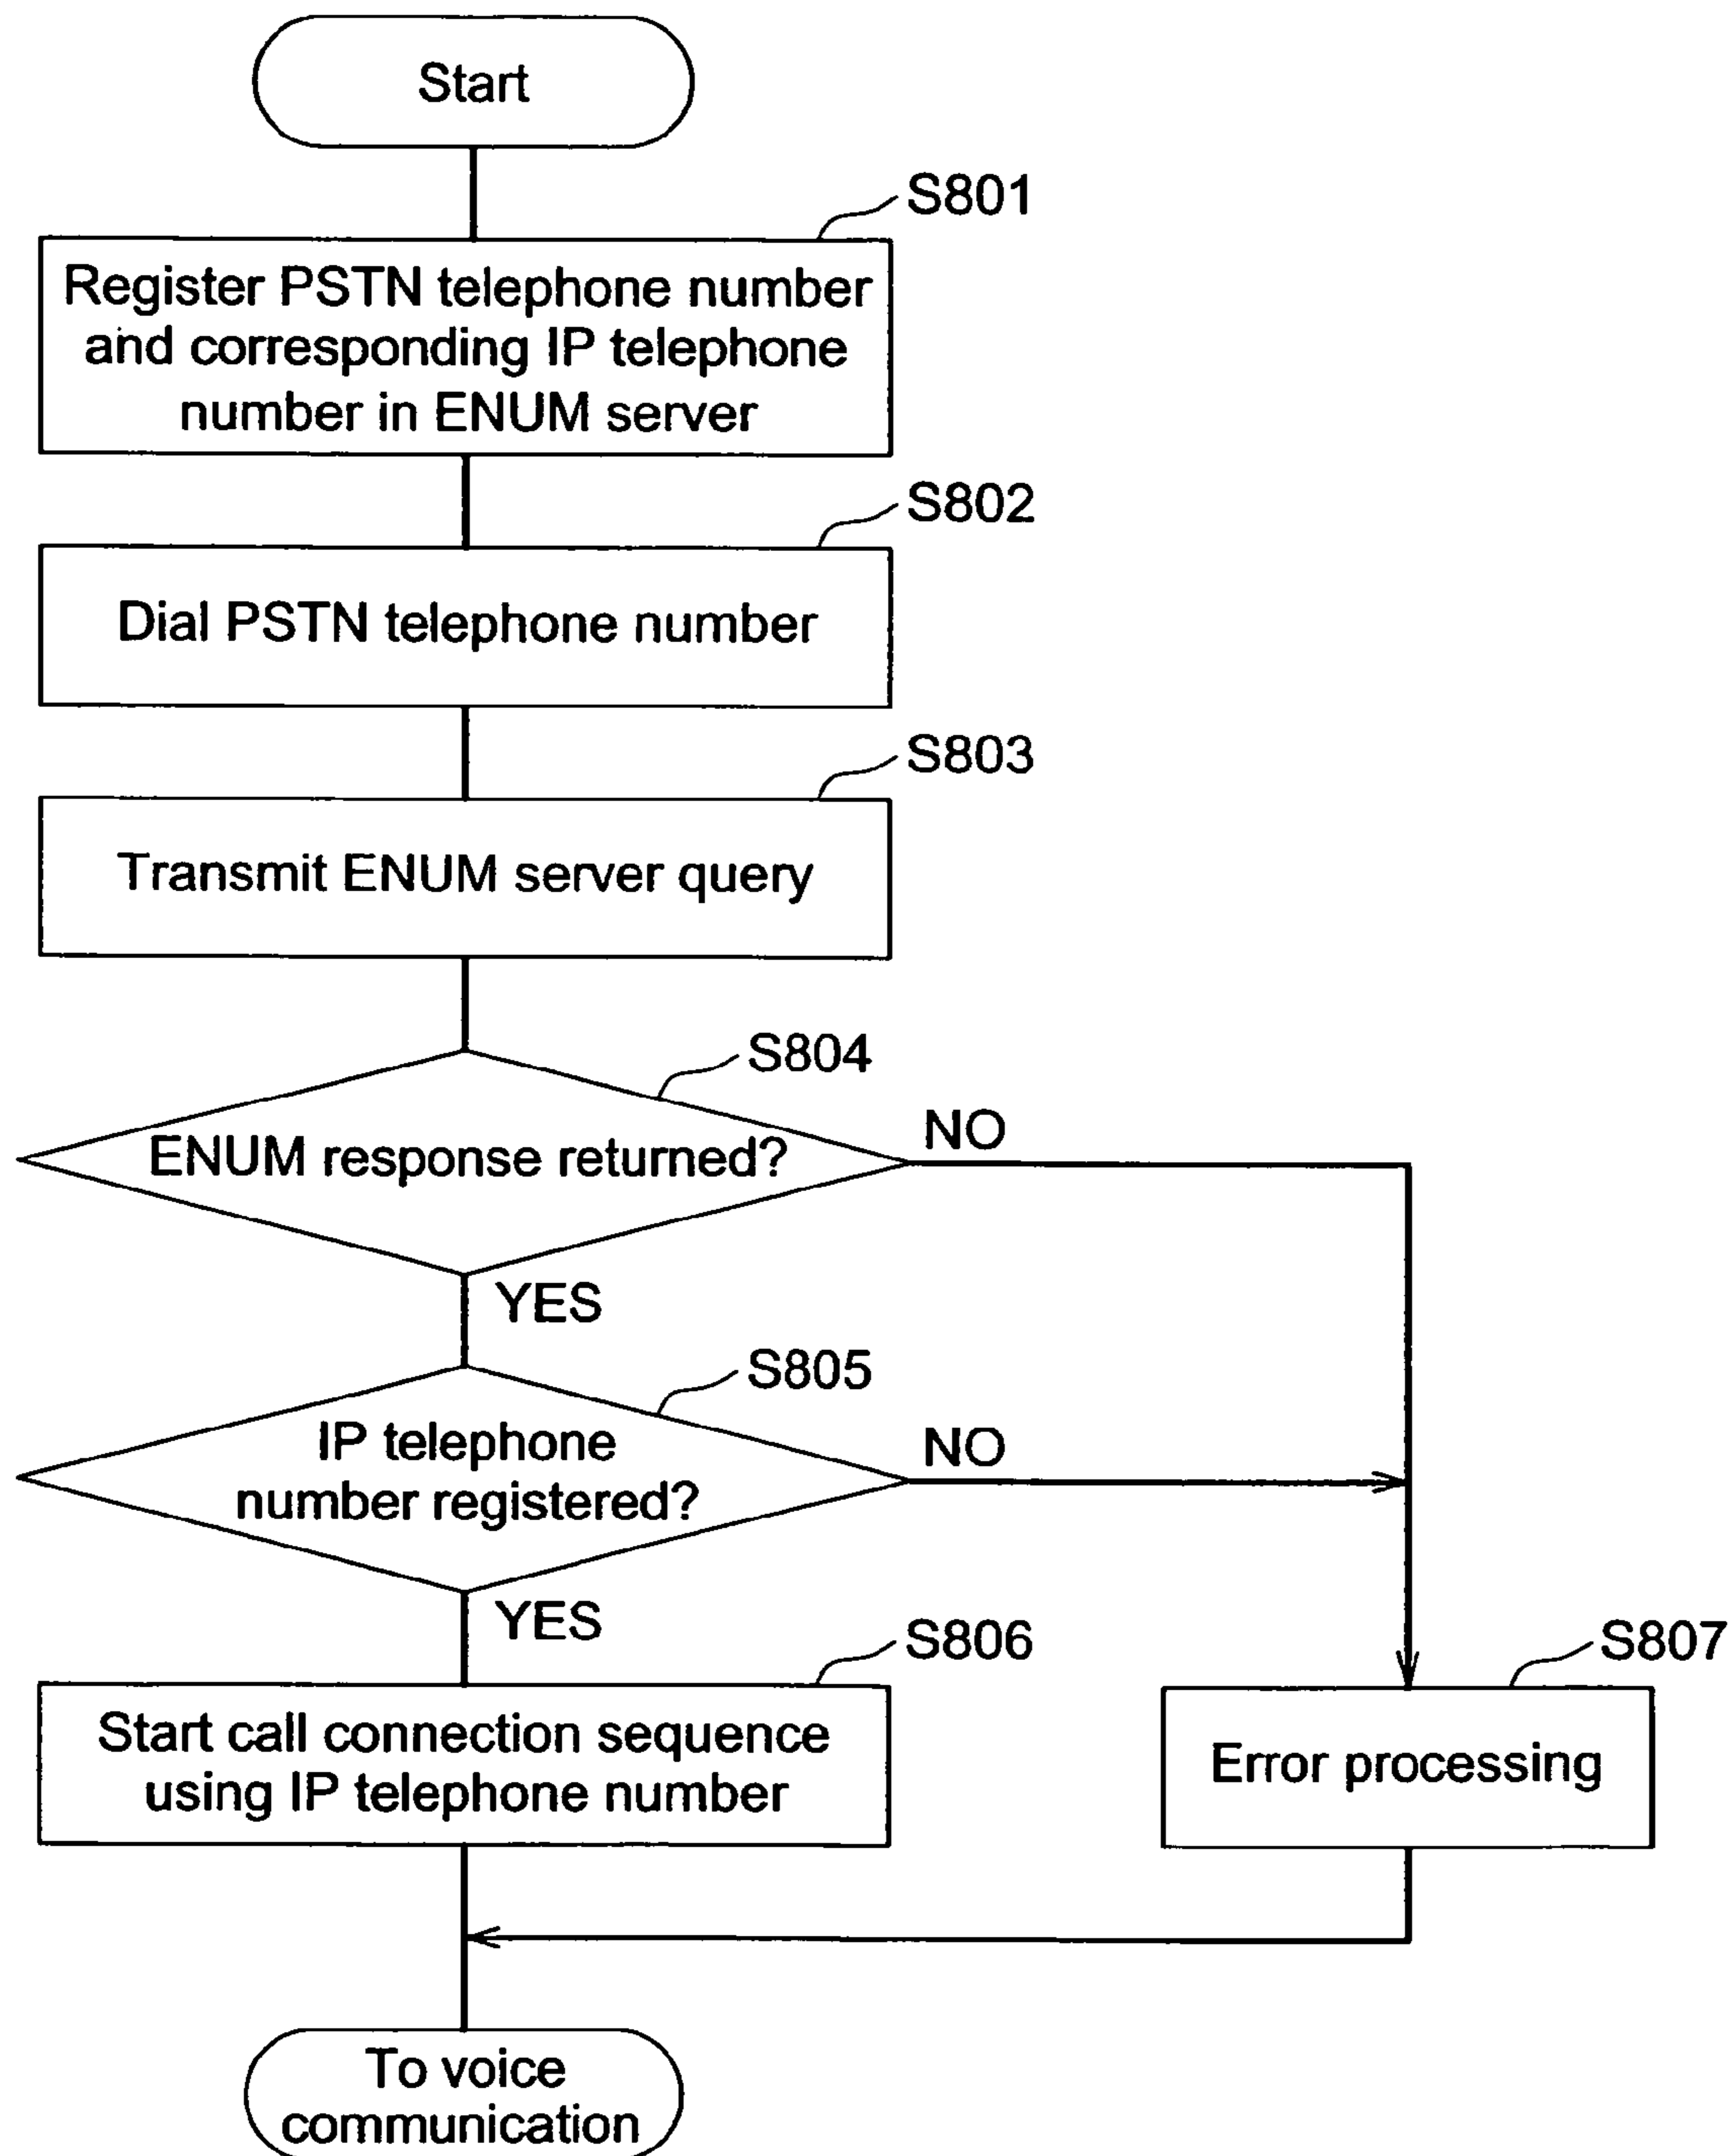 Start
S801
Register PSTN telephone number
and corresponding IP telephone
number in ENUM server
S802
Dial PSTN telephone number
S803
Transmit ENUM server query
S804
ENUM response returned?
NO
YES
S805
IP telephone
number registered?
NO
YES
S806
Start call connection sequence
using IP telephone number
S807
Error processing
To voice
communication